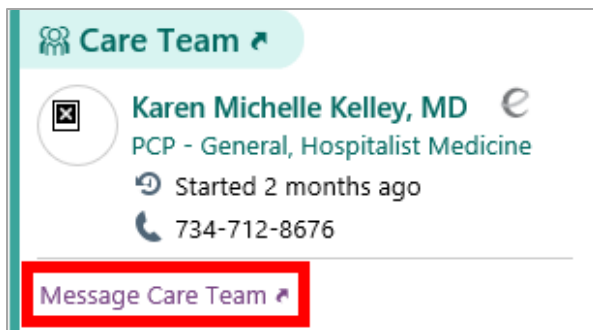 Care Team
Karen Michelle Kelley, MD
PCP - General, Hospitalist Medicine
Started 2 months ago
734-712-8676
Message Care Team